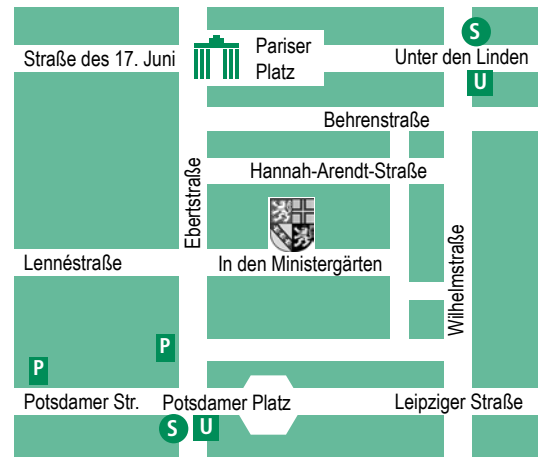 S
Straße des 17. Juni
Pariser
Platz
Unter den Linden
U
Behrenstraße
Hannah-Arendt-Straße
Ebertstraße
Lennéstraße
In den Ministergärten
Wilhelmstraße
P
P
Potsdamer Str.
Potsdamer Platz
Leipziger Straße
S
U